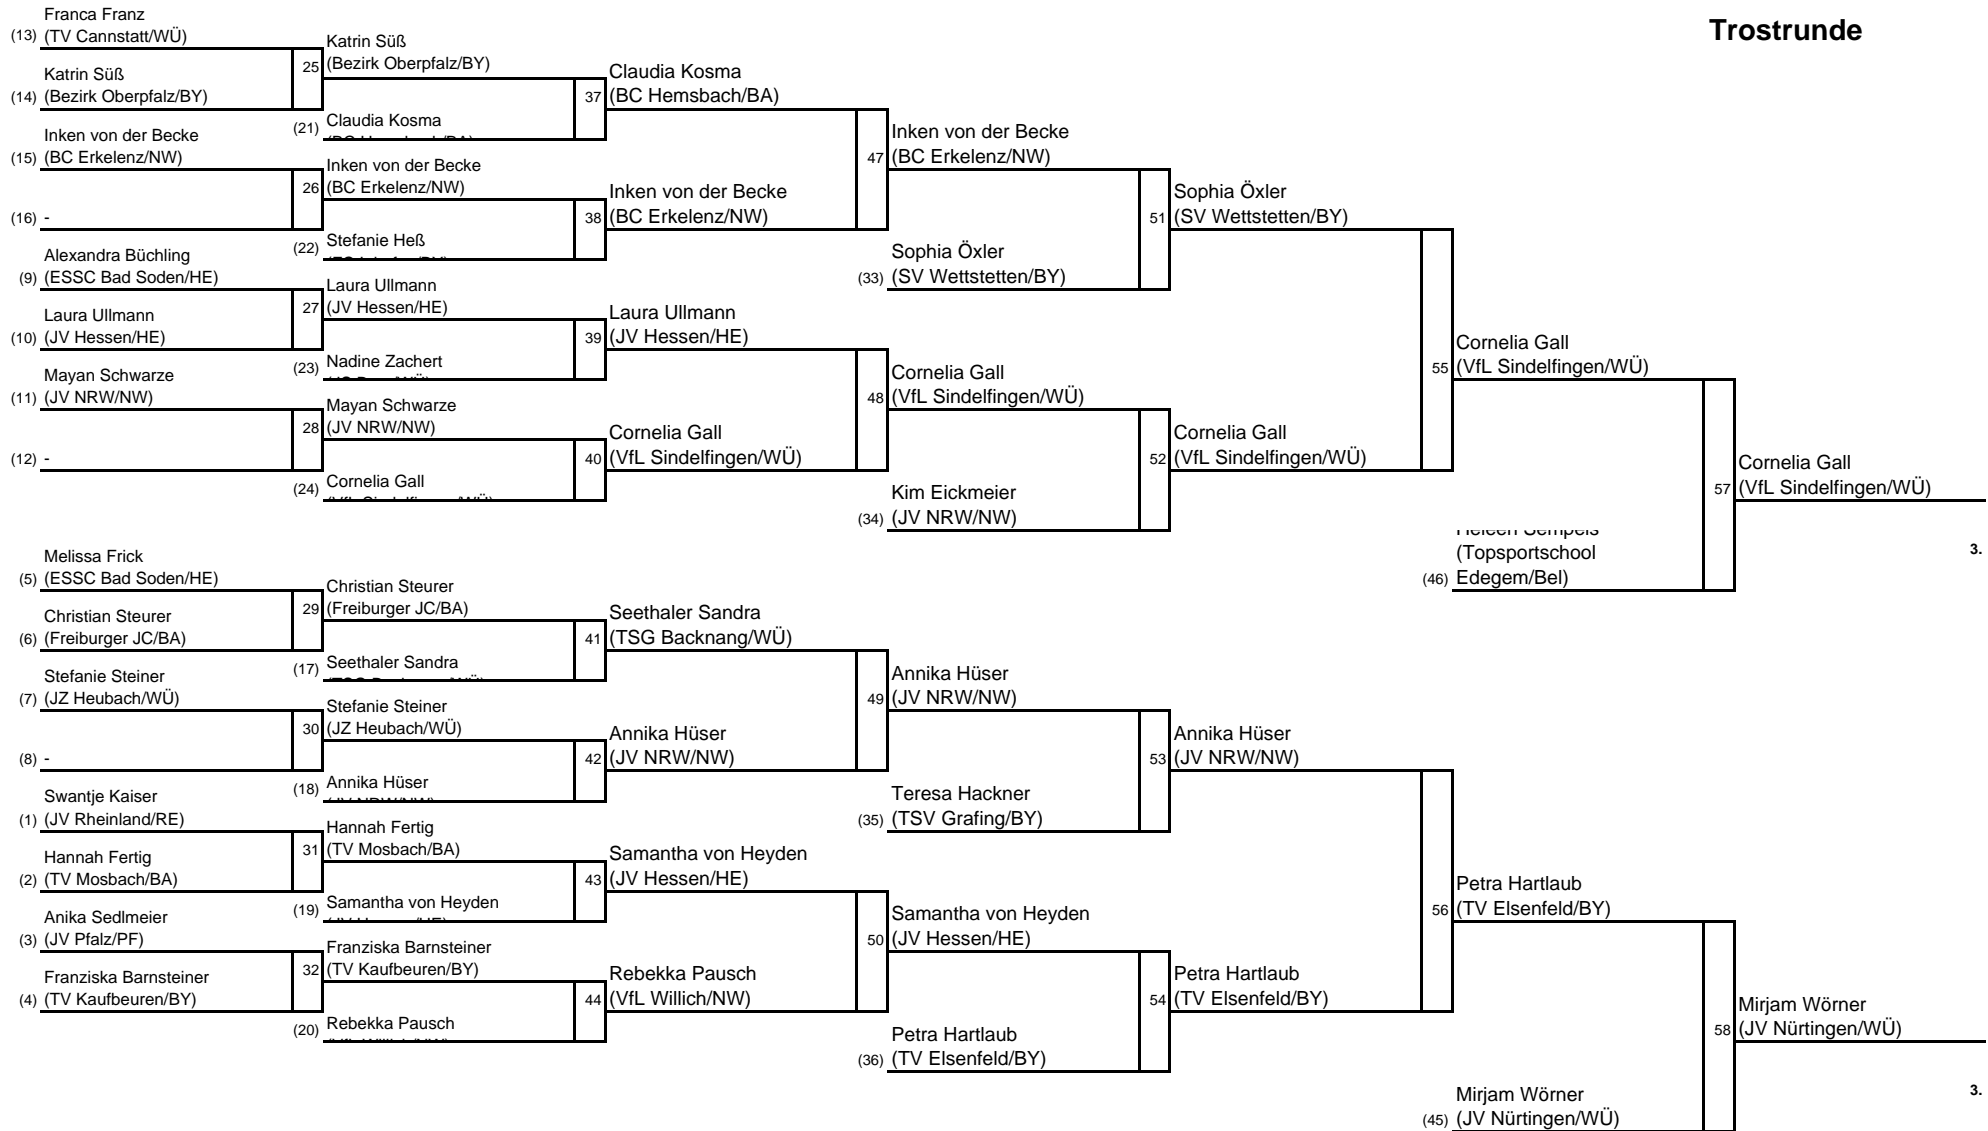 Trostrunde
Franca Franz
(13) (TV Cannstatt/WÜ)
Katrin Süß
(14) (Bezirk Oberpfalz/BY)
Inken von der Becke
(15) (BC Erkelenz/NW)
(16) -
Alexandra Büchling
(9) (ESSC Bad Soden/HE)
Laura Ullmann
(10) (JV Hessen/HE)
Mayan Schwarze
(11) (JV NRW/NW)
(12) -
Melissa Frick
(5) (ESSC Bad Soden/HE)
Christian Steurer
(6) (Freiburger JC/BA)
Stefanie Steiner
(7) (JZ Heubach/WÜ)
(8) -
Swantje Kaiser
(1) (JV Rheinland/RE)
Hannah Fertig
(2) (TV Mosbach/BA)
Anika Sedlmeier
(3) (JV Pfalz/PF)
Franziska Barnsteiner
(4) (TV Kaufbeuren/BY)
Katrin Süß
25 (Bezirk Oberpfalz/BY)
(21) Claudia Kosma
Inken von der Becke
26 (BC Erkelenz/NW)
(22) Stefanie Heß
Laura Ullmann
27 (JV Hessen/HE)
(23) Nadine Zachert
Mayan Schwarze
28 (JV NRW/NW)
(24) Cornelia Gall
Christian Steurer
29 (Freiburger JC/BA)
(17) Seethaler Sandra
Stefanie Steiner
30 (JZ Heubach/WÜ)
(18) Annika Hüser
Hannah Fertig
31 (TV Mosbach/BA)
(19) Samantha von Heyden
Franziska Barnsteiner
32 (TV Kaufbeuren/BY)
(20) Rebekka Pausch
Claudia Kosma
37 (BC Hemsbach/BA)
Inken von der Becke
38 (BC Erkelenz/NW)
Laura Ullmann
39 (JV Hessen/HE)
Cornelia Gall
40 (VfL Sindelfingen/WÜ)
Seethaler Sandra
41 (TSG Backnang/WÜ)
Annika Hüser
42 (JV NRW/NW)
Samantha von Heyden
43 (JV Hessen/HE)
Rebekka Pausch
44 (VfL Willich/NW)
Inken von der Becke
47 (BC Erkelenz/NW)
Sophia Öxler
(33) (SV Wettstetten/BY)
Cornelia Gall
48 (VfL Sindelfingen/WÜ)
Kim Eickmeier
(34) (JV NRW/NW)
Annika Hüser
49 (JV NRW/NW)
Teresa Hackner
(35) (TSV Grafing/BY)
Samantha von Heyden
50 (JV Hessen/HE)
Petra Hartlaub
(36) (TV Elsenfeld/BY)
Sophia Öxler
51 (SV Wettstetten/BY)
Cornelia Gall
52 (VfL Sindelfingen/WÜ)
Annika Hüser
53 (JV NRW/NW)
Petra Hartlaub
54 (TV Elsenfeld/BY)
Cornelia Gall
55 (VfL Sindelfingen/WÜ)
(Topsportschool
(46) Edegem/Bel)
Petra Hartlaub
56 (TV Elsenfeld/BY)
Mirjam Wörner
(45) (JV Nürtingen/WÜ)
Cornelia Gall
57 (VfL Sindelfingen/WÜ)
3.
Mirjam Wörner
58 (JV Nürtingen/WÜ)
3.